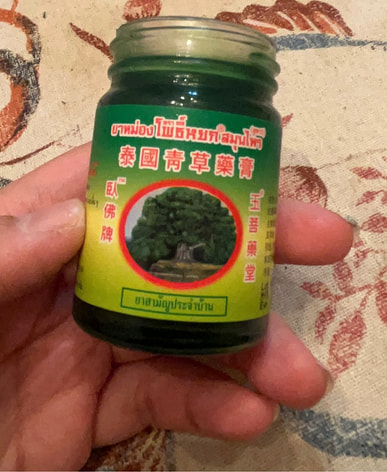 ยาหม่องโพธิ์หยก สมุนไพร
泰國青草藥膏
臥佛牌
玉菩藥堂
ยาสามัญประจำบ้าน